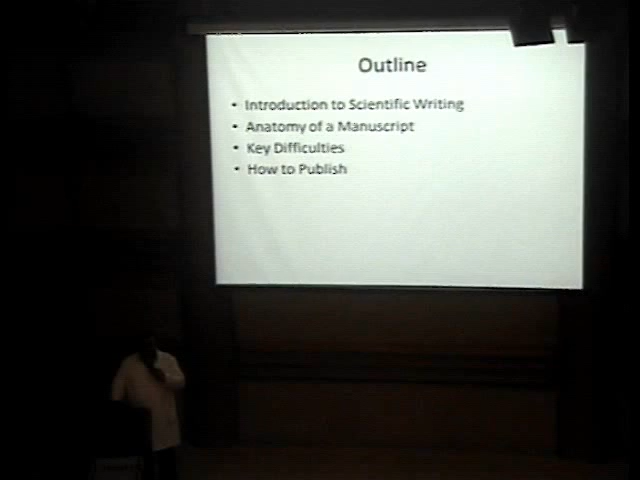 Outline
• Introduction to Scientific Writing
• Anatomy of a Manuscript
• Key Difficulties
• How to Publish